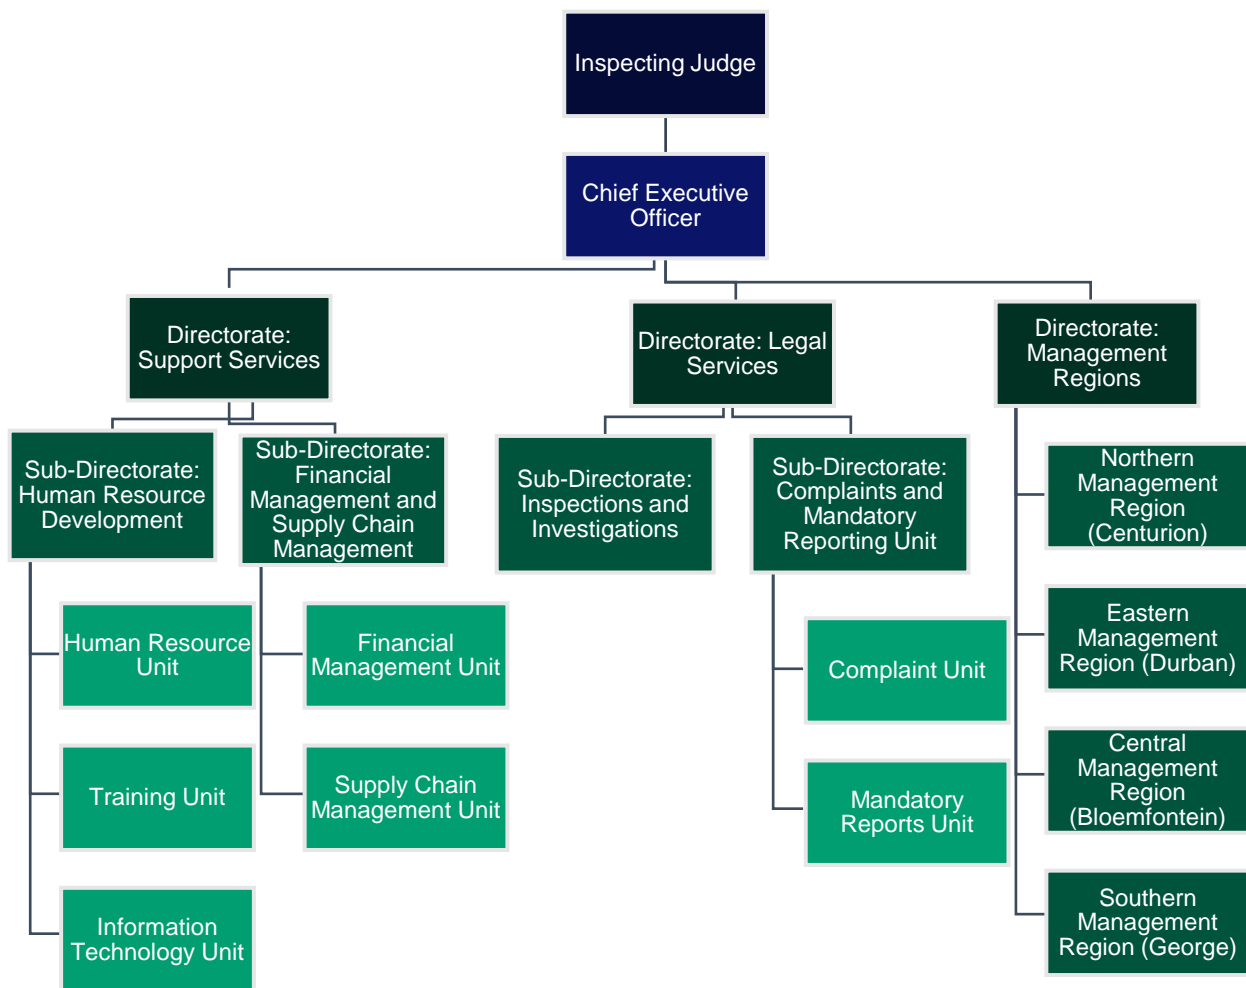 Inspecting Judge
Chief Executive
Officer
Directorate:
Support Services
Directorate: Legal
Services
Directorate:
Management
Regions
Sub-Directorate:
Human Resource
Development
Sub-Directorate:
Financial
Management and
Supply Chain
Management
Sub-Directorate:
Inspections and
Investigations
Sub-Directorate:
Complaints and
Mandatory
Reporting Unit
Northern
Management
Region
(Centurion)
Human Resource
Unit
Financial
Management Unit
Complaint Unit
Eastern
Management
Region (Durban)
Training Unit
Supply Chain
Management Unit
Mandatory
Reports Unit
Central
Management
Region
(Bloemfontein)
Information
Technology Unit
Southern
Management
Region (George)